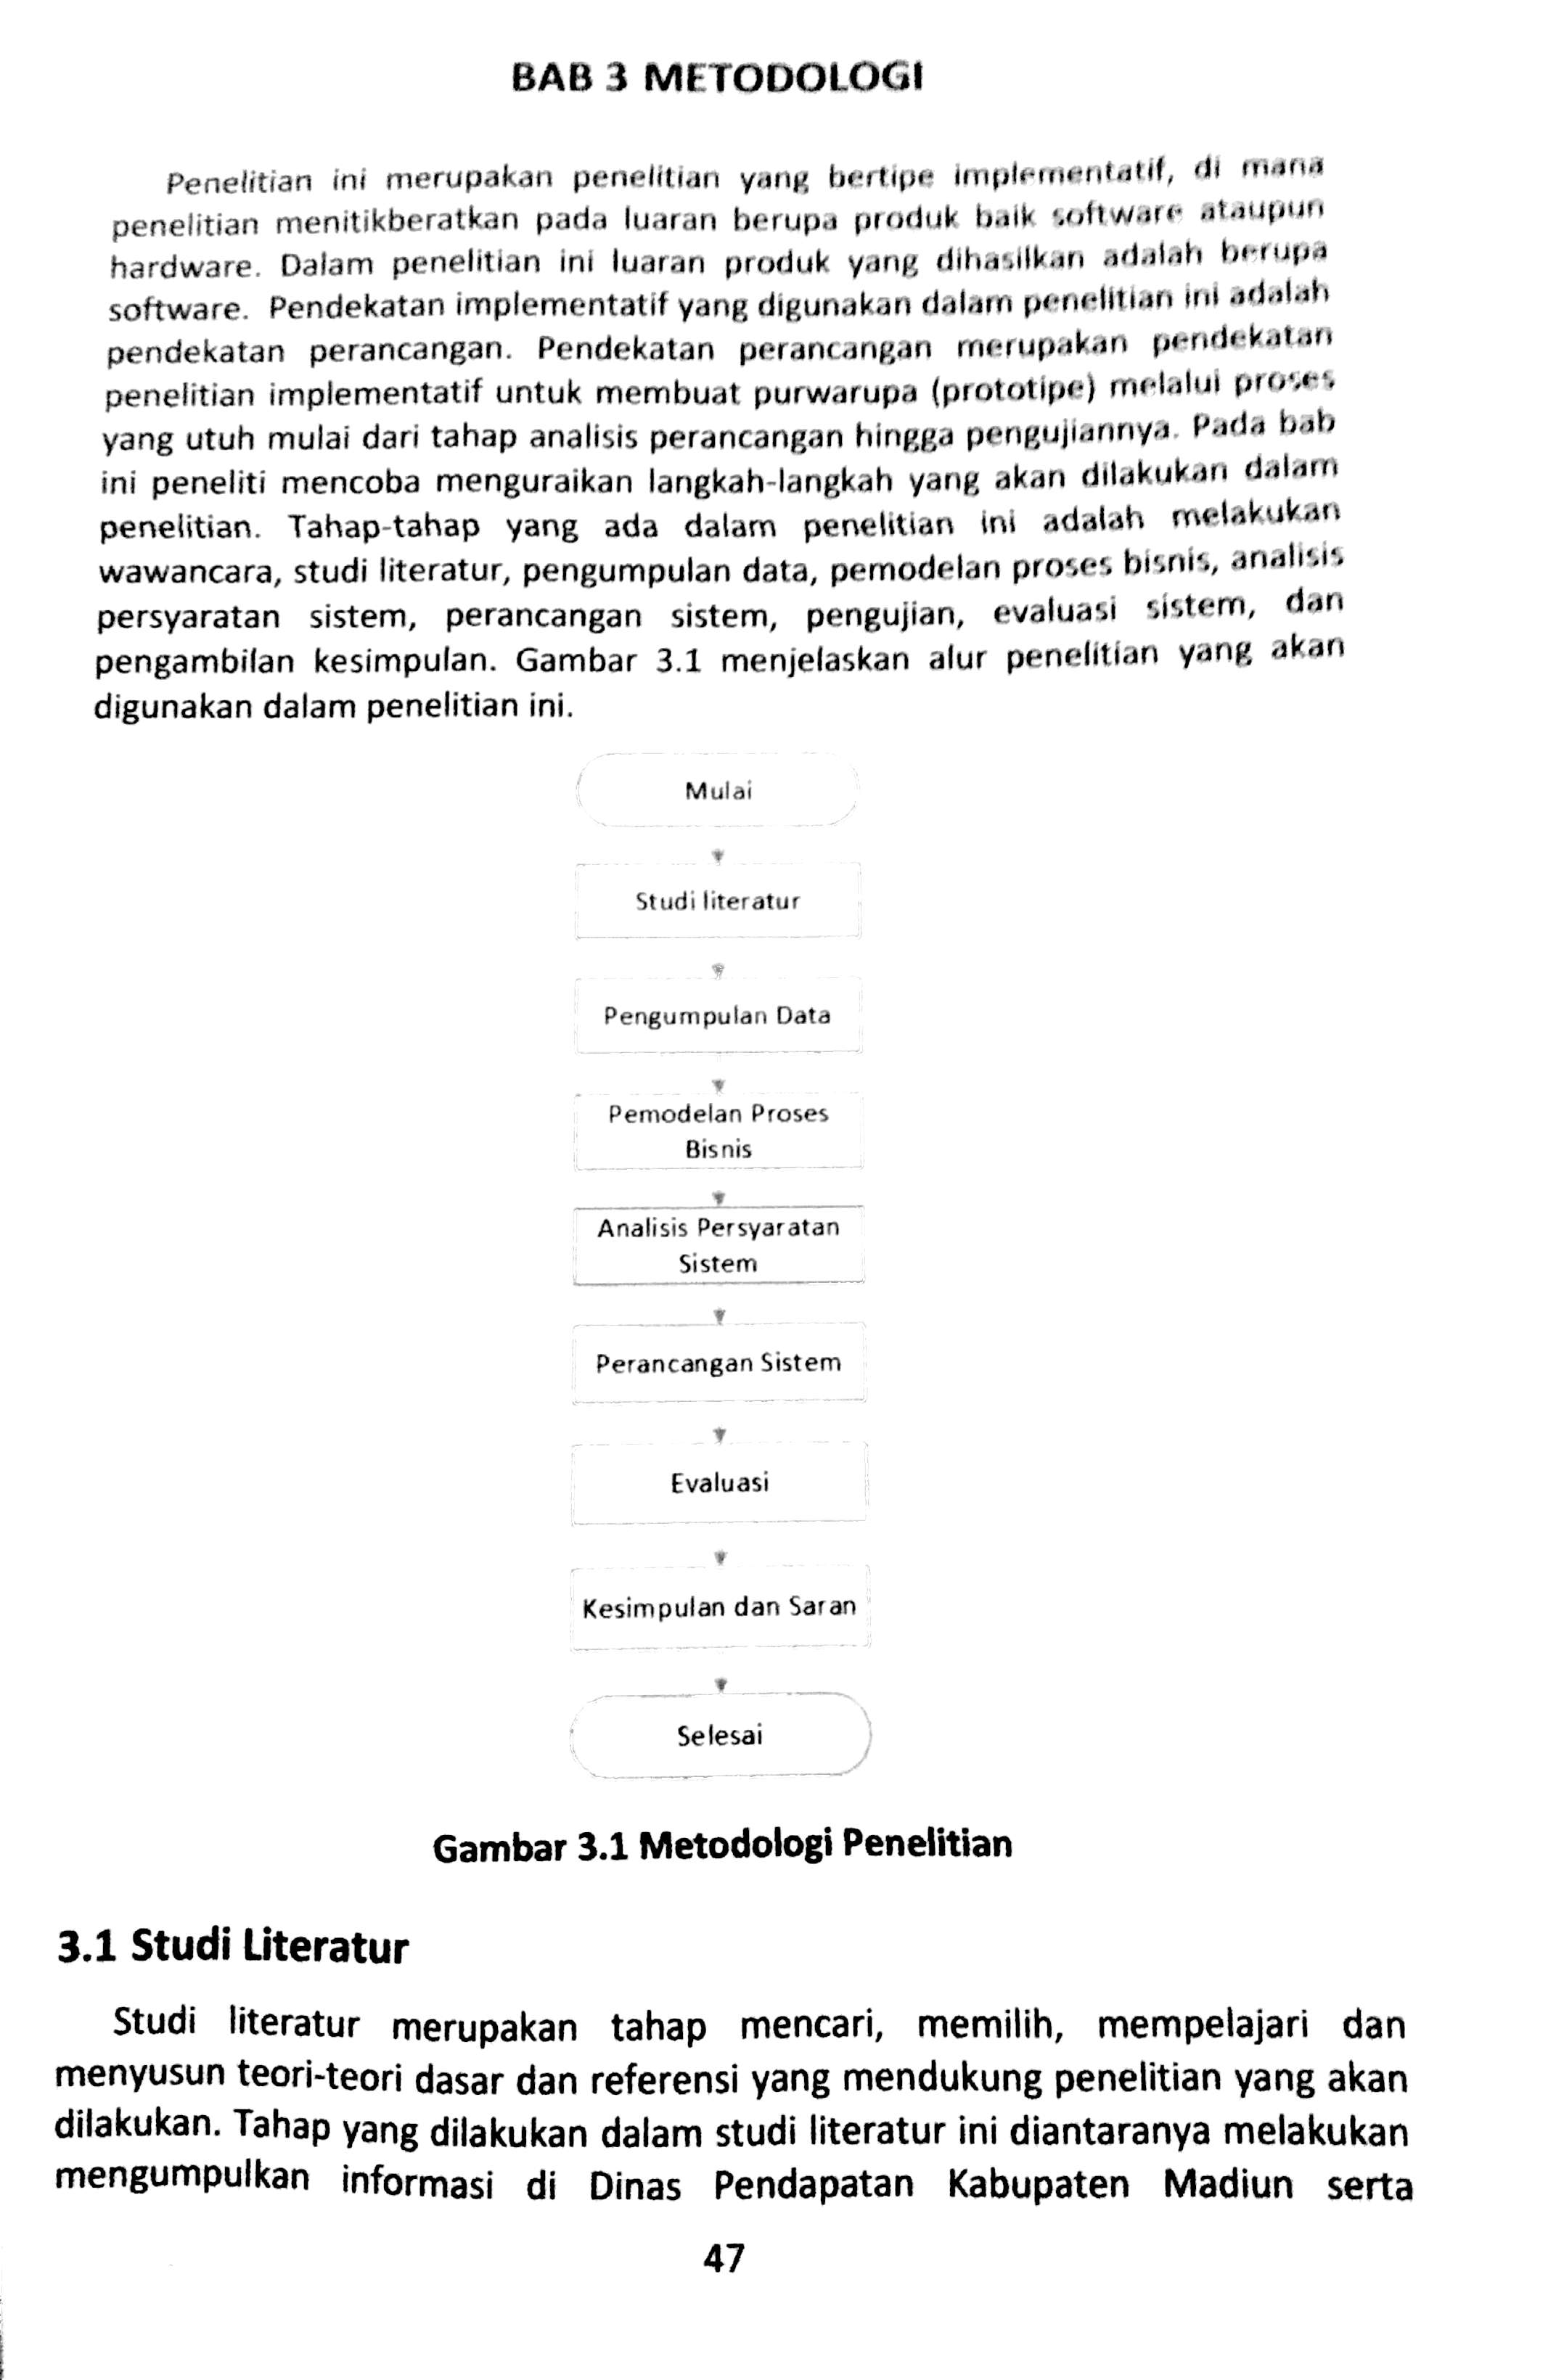 BAB 3 METODOLOGI
Penelitian ini merupakan penelitian yang bertipe implementatif, di mana
penelitian menitikberatkan pada luaran berupa produk baik software ataupun
hardware. Dalam penelitian ini luaran produk yang dihasilkan adalah berupa
software. Pendekatan implementatif yang digunakan dalam penelitian ini adalah
pendekatan perancangan. Pendekatan perancangan merupakan pendekatan
penelitian implementatif untuk membuat purwarupa (prototipe) melalui proses
yang utuh mulai dari tahap analisis perancangan hingga pengujiannya. Pada bab
ini peneliti mencoba menguraikan langkah-langkah yang akan dilakukan dalam
penelitian. Tahap-tahap yang ada dalam penelitian ini adalah melakukan
wawancara, studi literatur, pengumpulan data, pemodelan proses bisnis, analisis
persyaratan sistem, perancangan sistem, pengujian, evaluasi sistem, dan
pengambilan kesimpulan. Gambar 3.1 menjelaskan alur penelitian yang akan
digunakan dalam penelitian ini.
Mulai
Studi literatur
Pengumpulan Data
Pemodelan Proses
Bisnis
Analisis Persyaratan
Sistem
Perancangan Sistem
Evaluasi
Kesimpulan dan Saran
Selesai
Gambar 3.1 Metodologi Penelitian
3.1 Studi Literatur
Studi literatur merupakan tahap mencari, memilih, mempelajari dan
menyusun teori-teori dasar dan referensi yang mendukung penelitian yang akan
dilakukan. Tahap yang dilakukan dalam studi literatur ini diantaranya melakukan
mengumpulkan informasi di Dinas Pendapatan Kabupaten Madiun serta
47